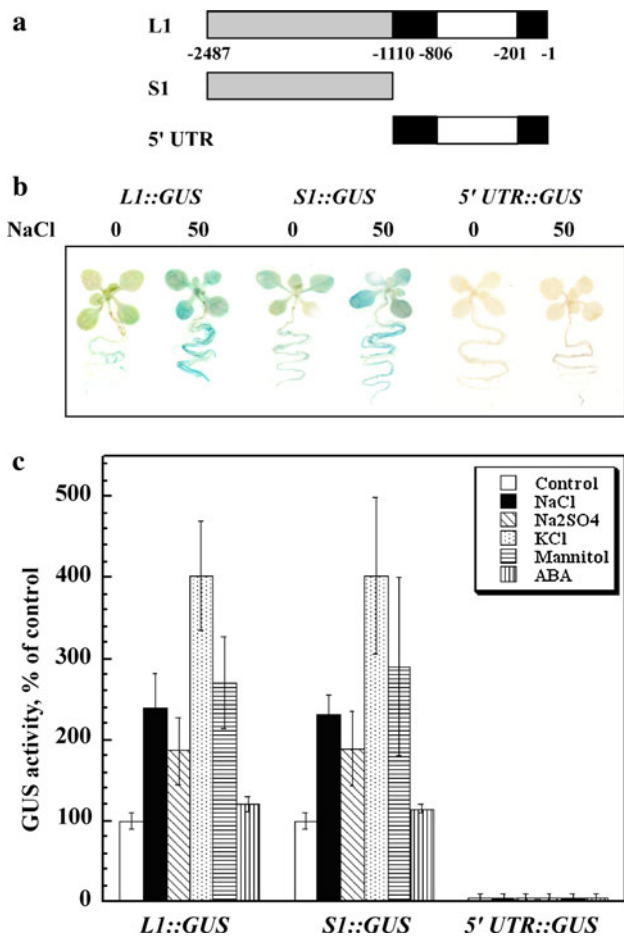 a
L1
-2487 -1110 -806 -201 -1
S1
5' UTR
b
L1::GUS S1::GUS 5' UTR::GUS
NaCl 0 50 0 50 0 50
c
GUS activity, % of control
500
400
300
200
100
0
Control
NaCl
Na2SO4
KCl
Mannitol
ABA
L1::GUS S1::GUS 5' UTR::GUS